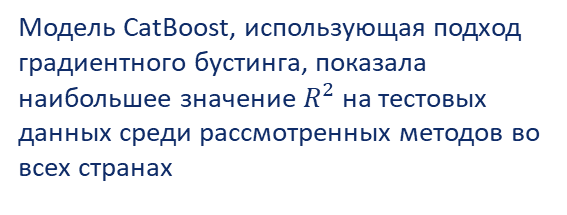 Модель CatBoost, использующая подход
градиентного бустинга, показала
наибольшее значение R² на тестовых
данных среди рассмотренных методов во
всех странах